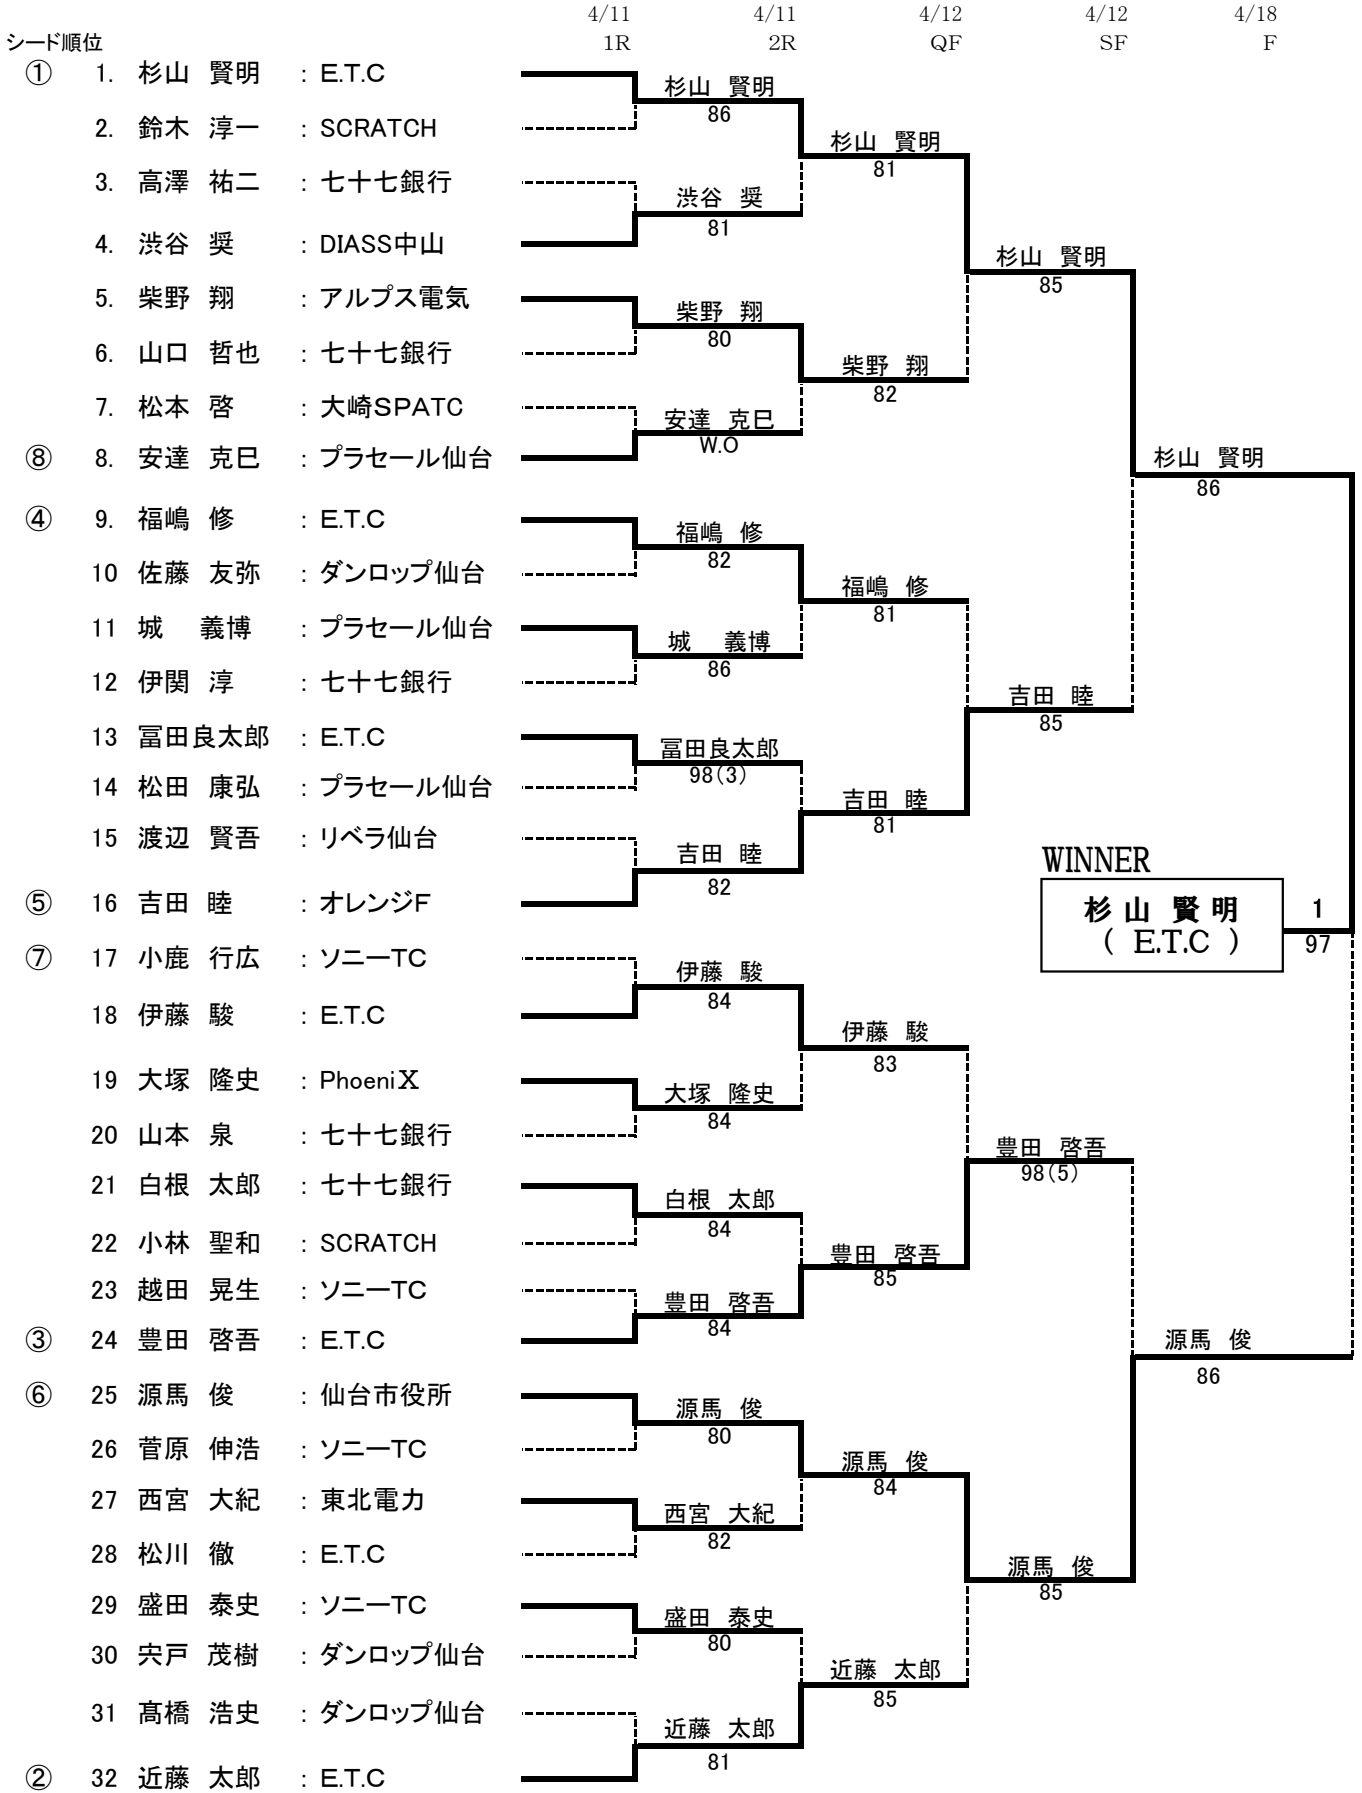 4/11 4/11 4/12 4/12 4/18
シード順位 1R 2R QF SF F
① 1. 杉山 賢明 : E.T.C
杉山 賢明
86
2. 鈴木 淳一 : SCRATCH
杉山 賢明
81
3. 高澤 祐二 : 七十七銀行
渋谷 奨
81
4. 渋谷 奨 : DIASS中山
杉山 賢明
85
5. 柴野 翔 : アルプス電気
柴野 翔
80
6. 山口 哲也 : 七十七銀行
柴野 翔
82
7. 松本 啓 : 大崎SPATC
安達 克巳
W.O
⑧ 8. 安達 克巳 : プラセール仙台
杉山 賢明
86
④ 9. 福嶋 修 : E.T.C
福嶋 修
82
10 佐藤 友弥 : ダンロップ仙台
福嶋 修
81
11 城 義博 : プラセール仙台
城 義博
86
12 伊関 淳 : 七十七銀行
吉田 睦
85
13 冨田良太郎 : E.T.C
冨田良太郎
98(3)
14 松田 康弘 : プラセール仙台
吉田 睦
81
15 渡辺 賢吾 : リベラ仙台
吉田 睦
82
WINNER
⑤ 16 吉田 睦 : オレンジF
杉山 賢明 1
( E.T.C ) 97
⑦ 17 小鹿 行広 : ソニーTC
伊藤 駿
84
18 伊藤 駿 : E.T.C
伊藤 駿
83
19 大塚 隆史 : PhoeniX
大塚 隆史
84
20 山本 泉 : 七十七銀行
豊田 啓吾
98(5)
21 白根 太郎 : 七十七銀行
白根 太郎
84
22 小林 聖和 : SCRATCH
豊田 啓吾
85
23 越田 晃生 : ソニーTC
豊田 啓吾
84
③ 24 豊田 啓吾 : E.T.C
源馬 俊
86
⑥ 25 源馬 俊 : 仙台市役所
源馬 俊
80
26 菅原 伸浩 : ソニーTC
源馬 俊
84
27 西宮 大紀 : 東北電力
西宮 大紀
82
28 松川 徹 : E.T.C
源馬 俊
85
29 盛田 泰史 : ソニーTC
盛田 泰史
80
30 宍戸 茂樹 : ダンロップ仙台
近藤 太郎
85
31 髙橋 浩史 : ダンロップ仙台
近藤 太郎
81
② 32 近藤 太郎 : E.T.C